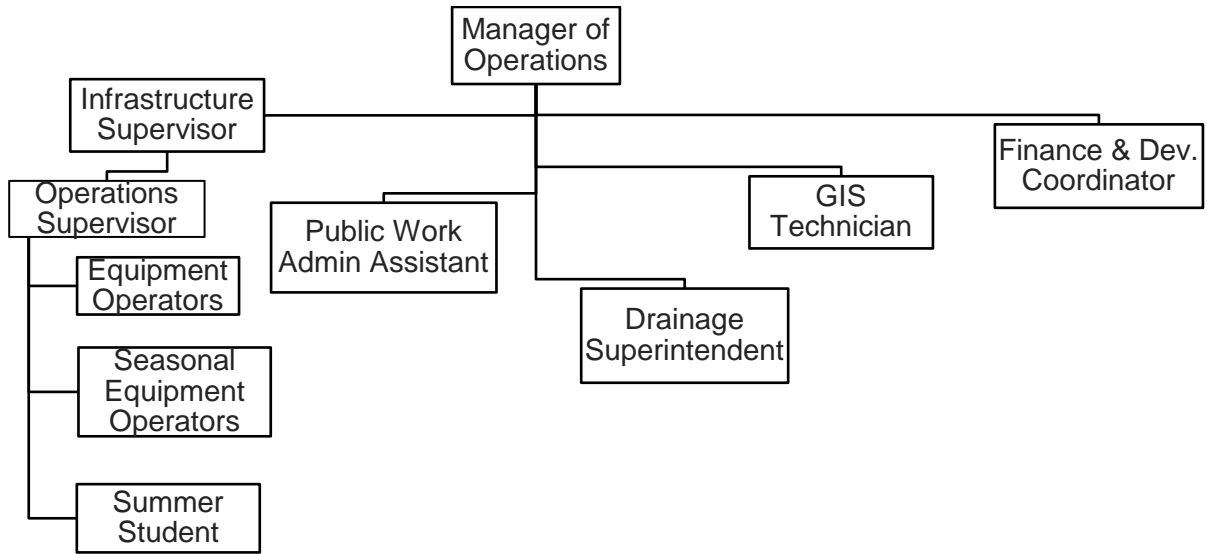 Manager of
Operations
Infrastructure
Supervisor
Finance & Dev.
Coordinator
Operations
Supervisor
GIS
Technician
Public Work
Admin Assistant
Equipment
Operators
Drainage
Superintendent
Seasonal
Equipment
Operators
Summer
Student